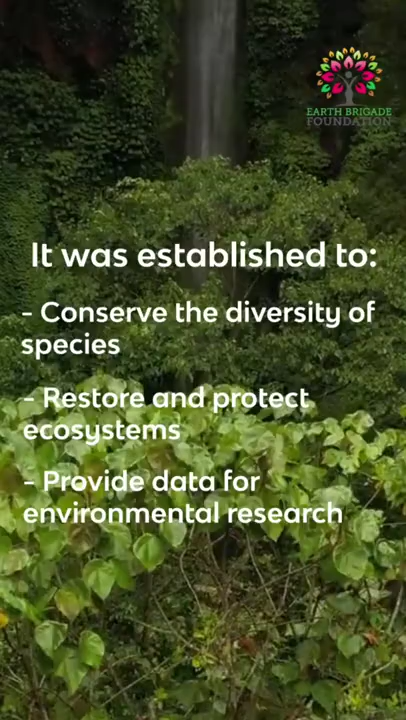 EARTH BRIGADE
FOUNDATION
It was established to:
- Conserve the diversity of
species
- Restore and protect
ecosystems
- Provide data for
environmental research